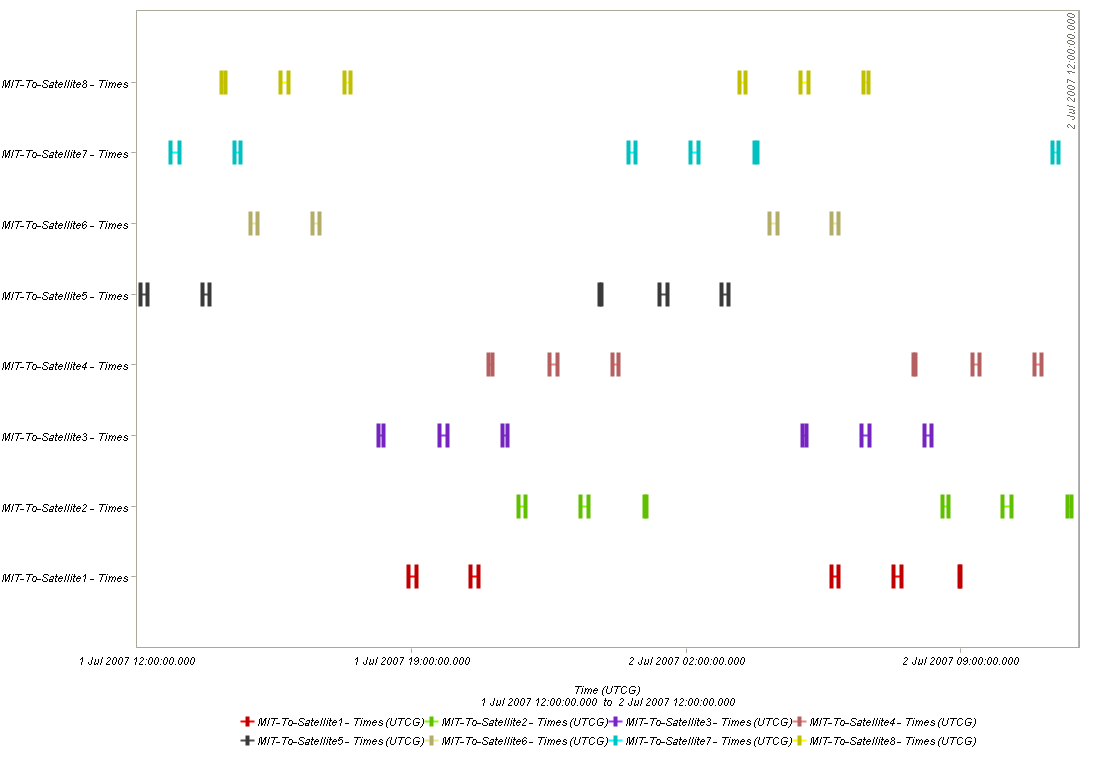 2 Jul 2007 12:00:00.000
MIT-To-Satellite8 - Times
MIT-To-Satellite7 - Times
MIT-To-Satellite6 - Times
MIT-To-Satellite5 - Times
MIT-To-Satellite4 - Times
MIT-To-Satellite3 - Times
MIT-To-Satellite2 - Times
MIT-To-Satellite1 - Times
1 Jul 2007 12:00:00.000 1 Jul 2007 19:00:00.000 2 Jul 2007 02:00:00.000 2 Jul 2007 09:00:00.000
Time (UTCG)
1 Jul 2007 12:00:00.000 to 2 Jul 2007 12:00:00.000
MIT-To-Satellite1 - Times (UTCG) MIT-To-Satellite2 - Times (UTCG) MIT-To-Satellite3 - Times (UTCG) MIT-To-Satellite4 - Times (UTCG)
MIT-To-Satellite5 - Times (UTCG) MIT-To-Satellite6 - Times (UTCG) MIT-To-Satellite7 - Times (UTCG) MIT-To-Satellite8 - Times (UTCG)